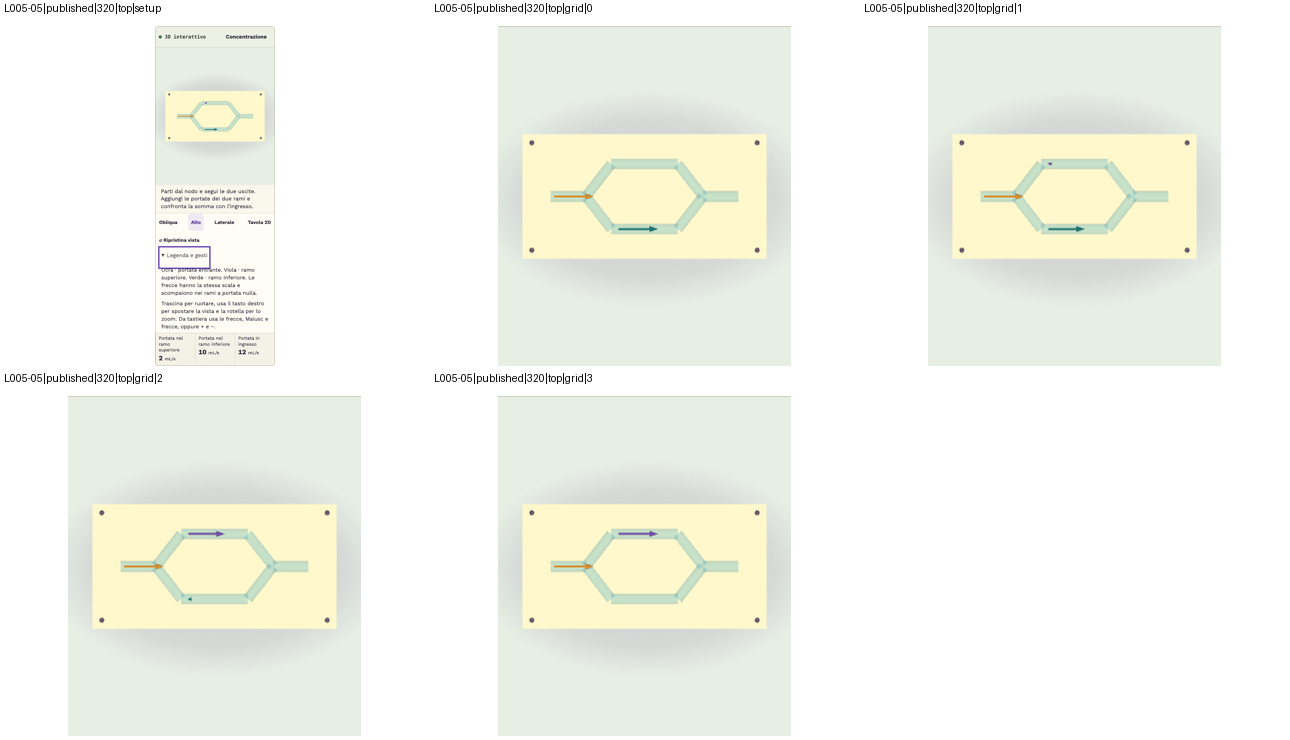 L005-05|published|320|top|setup
L005-05|published|320|top|grid|0
L005-05|published|320|top|grid|1
3D interattivo
Concentrazione
Parti dal nodo e segui le due uscite.
Aggiungi le portate dei due rami e
confronta la somma con l'ingresso.
Obliqua
Alto
Laterale
Tavola 2D
↺ Ripristina vista
▾ Legenda e gesti
Ocra · portata entrante. Viola · ramo
superiore. Verde · ramo inferiore. Le
frecce hanno la stessa scala e
scompaiono nei rami a portata nulla.
Trascina per ruotare, usa il tasto destro
per spostare la vista e la rotella per lo
zoom. Da tastiera usa le frecce, Maiusc e
frecce, oppure + e −.
Portata nel
ramo
superiore
2 mL/s
Portata nel
ramo inferiore
10 mL/s
Portata in
ingresso
12 mL/s
L005-05|published|320|top|grid|2
L005-05|published|320|top|grid|3